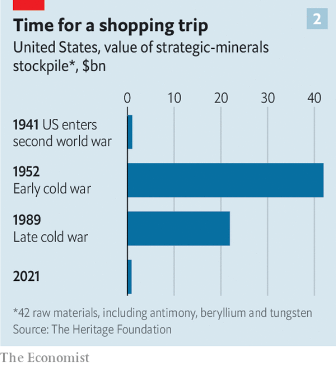 Time for a shopping trip
2
United States, value of strategic-minerals
stockpile*, $bn
0 10 20 30 40
1941 US enters
second world war
1952
Early cold war
1989
Late cold war
2021
*42 raw materials, including antimony, beryllium and tungsten
Source: The Heritage Foundation
The Economist